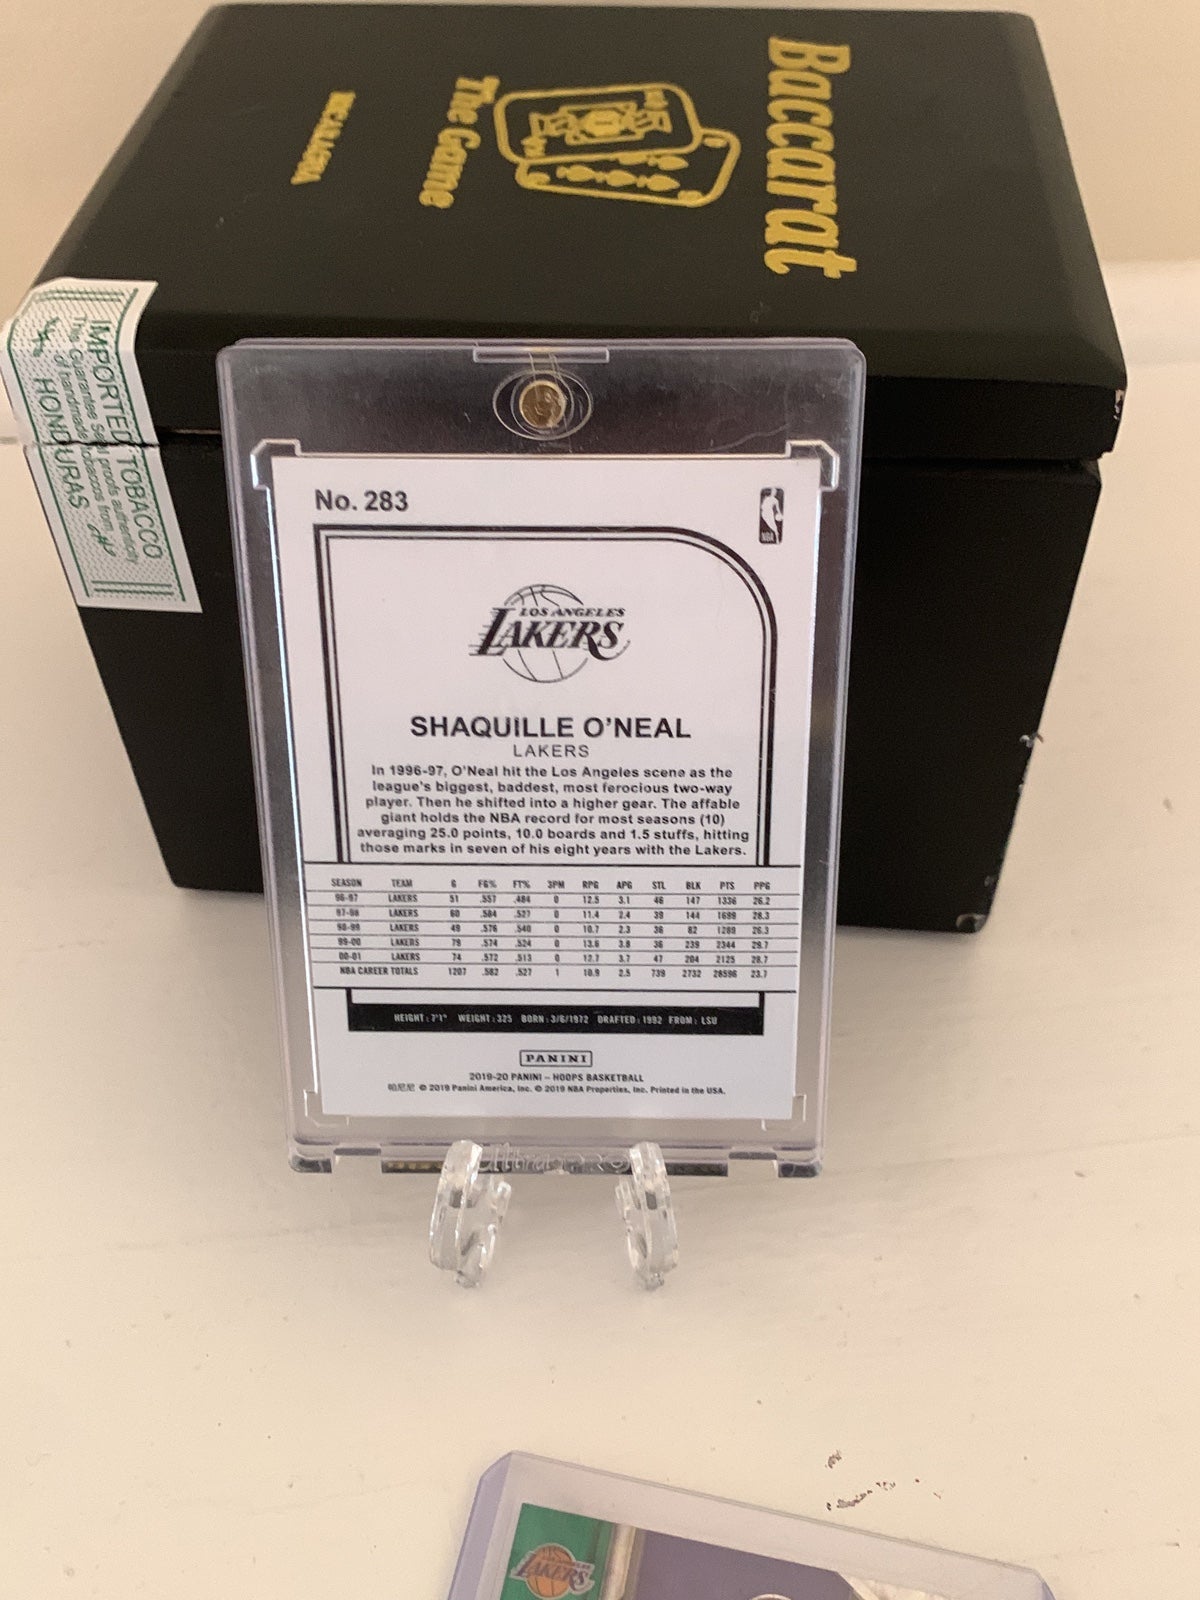 Baccarat
The Game
IMPORTED TOBACCO
of handmade tobaccos from
HONDURAS
No. 283
NBA
LOS ANGELES
LAKERS
SHAQUILLE O'NEAL
LAKERS
In 1996-97, O'Neal hit the Los Angeles scene as the
league's biggest, baddest, most ferocious two-way
player. Then he shifted into a higher gear. The affable
giant holds the NBA record for most seasons (10)
averaging 25.0 points, 10.0 boards and 1.5 stuffs, hitting
those marks in seven of his eight years with the Lakers.
SEASON TEAM G FG% FT% 3PM RPG APG STL BLK PTS PPG
96-97 LAKERS 51 .557 .484 0 12.5 3.1 46 147 1336 26.2
97-98 LAKERS 60 .584 .527 0 11.4 2.4 39 144 1699 28.3
98-99 LAKERS 49 .576 .540 0 10.7 2.3 36 82 1289 26.3
99-00 LAKERS 79 .574 .524 0 13.6 3.8 36 239 2344 29.7
00-01 LAKERS 74 .572 .513 0 12.7 3.7 47 204 2125 28.7
NBA CAREER TOTALS 1207 .582 .527 1 10.9 2.5 739 2732 28596 23.7
HEIGHT: 7'1" WEIGHT: 325 BORN: 3/6/1972 DRAFTED: 1992 FROM: LSU
PANINI
2019-20 PANINI – HOOPS BASKETBALL
帕尼尼 © 2019 Panini America, Inc. © 2019 NBA Properties, Inc. Printed in the USA.
LOS ANGELES
LAKERS